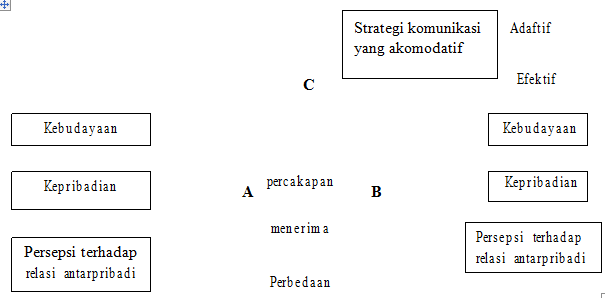 Strategi komunikasi
yang akomodatif
Adaftif
Efektif
C
Kebudayaan
Kebudayaan
Kepribadian
A
percakapan
B
Kepribadian
menerima
Persepsi terhadap
relasi antarpribadi
Persepsi terhadap
relasi antarpribadi
Perbedaan